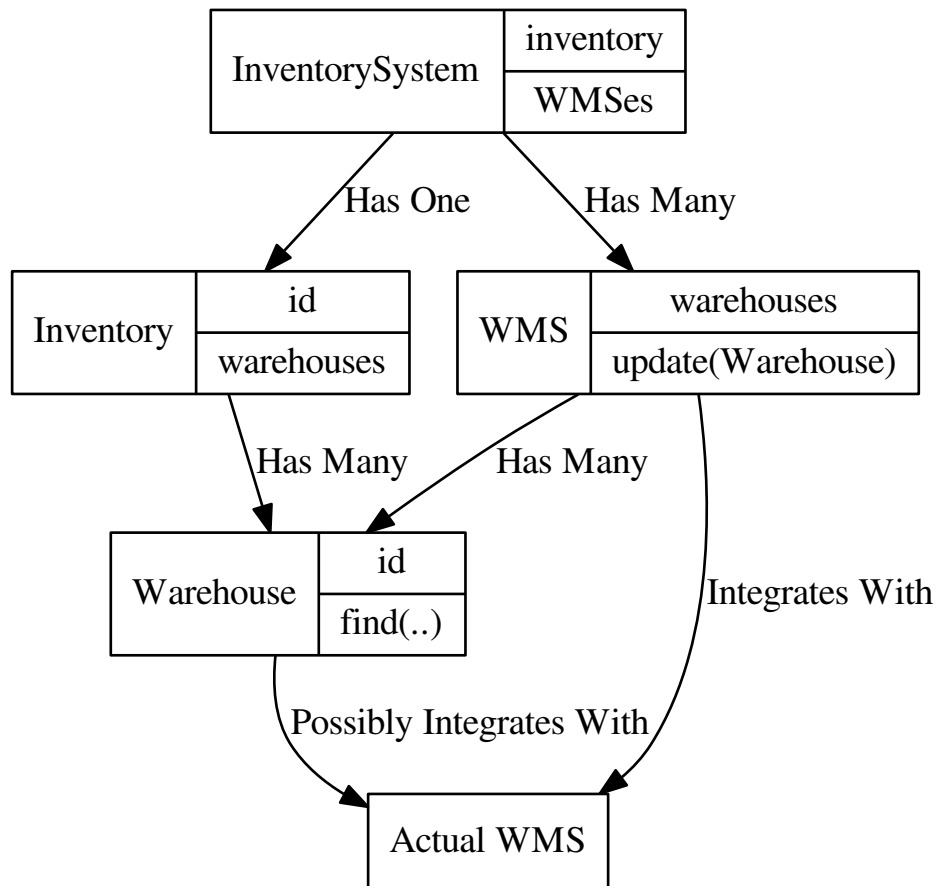 InventorySystem
inventory
WMSes
Has One
Has Many
Inventory
id
warehouses
WMS
warehouses
update(Warehouse)
Has Many
Has Many
Warehouse
id
find(..)
Integrates With
Possibly Integrates With
Actual WMS